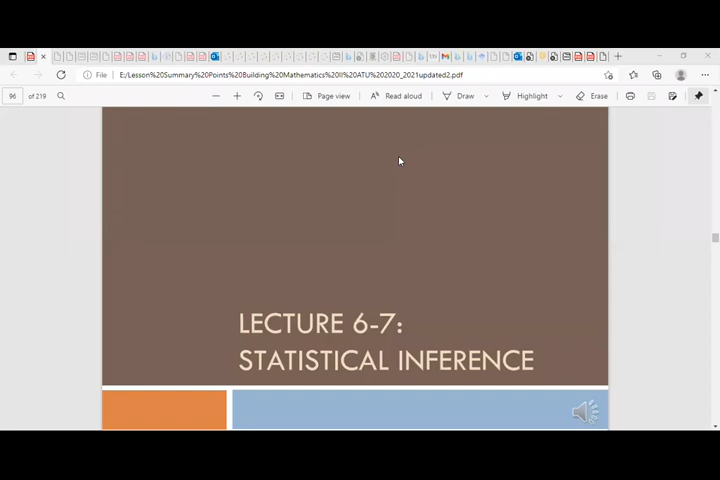 File
E:/Lesson%20Summary%20Points%20Building%20Mathematics%20II%20ATU%202020_2021updated2.pdf
96 of 219
Page view
Read aloud
Draw
Highlight
Erase
LECTURE 6-7:
STATISTICAL INFERENCE